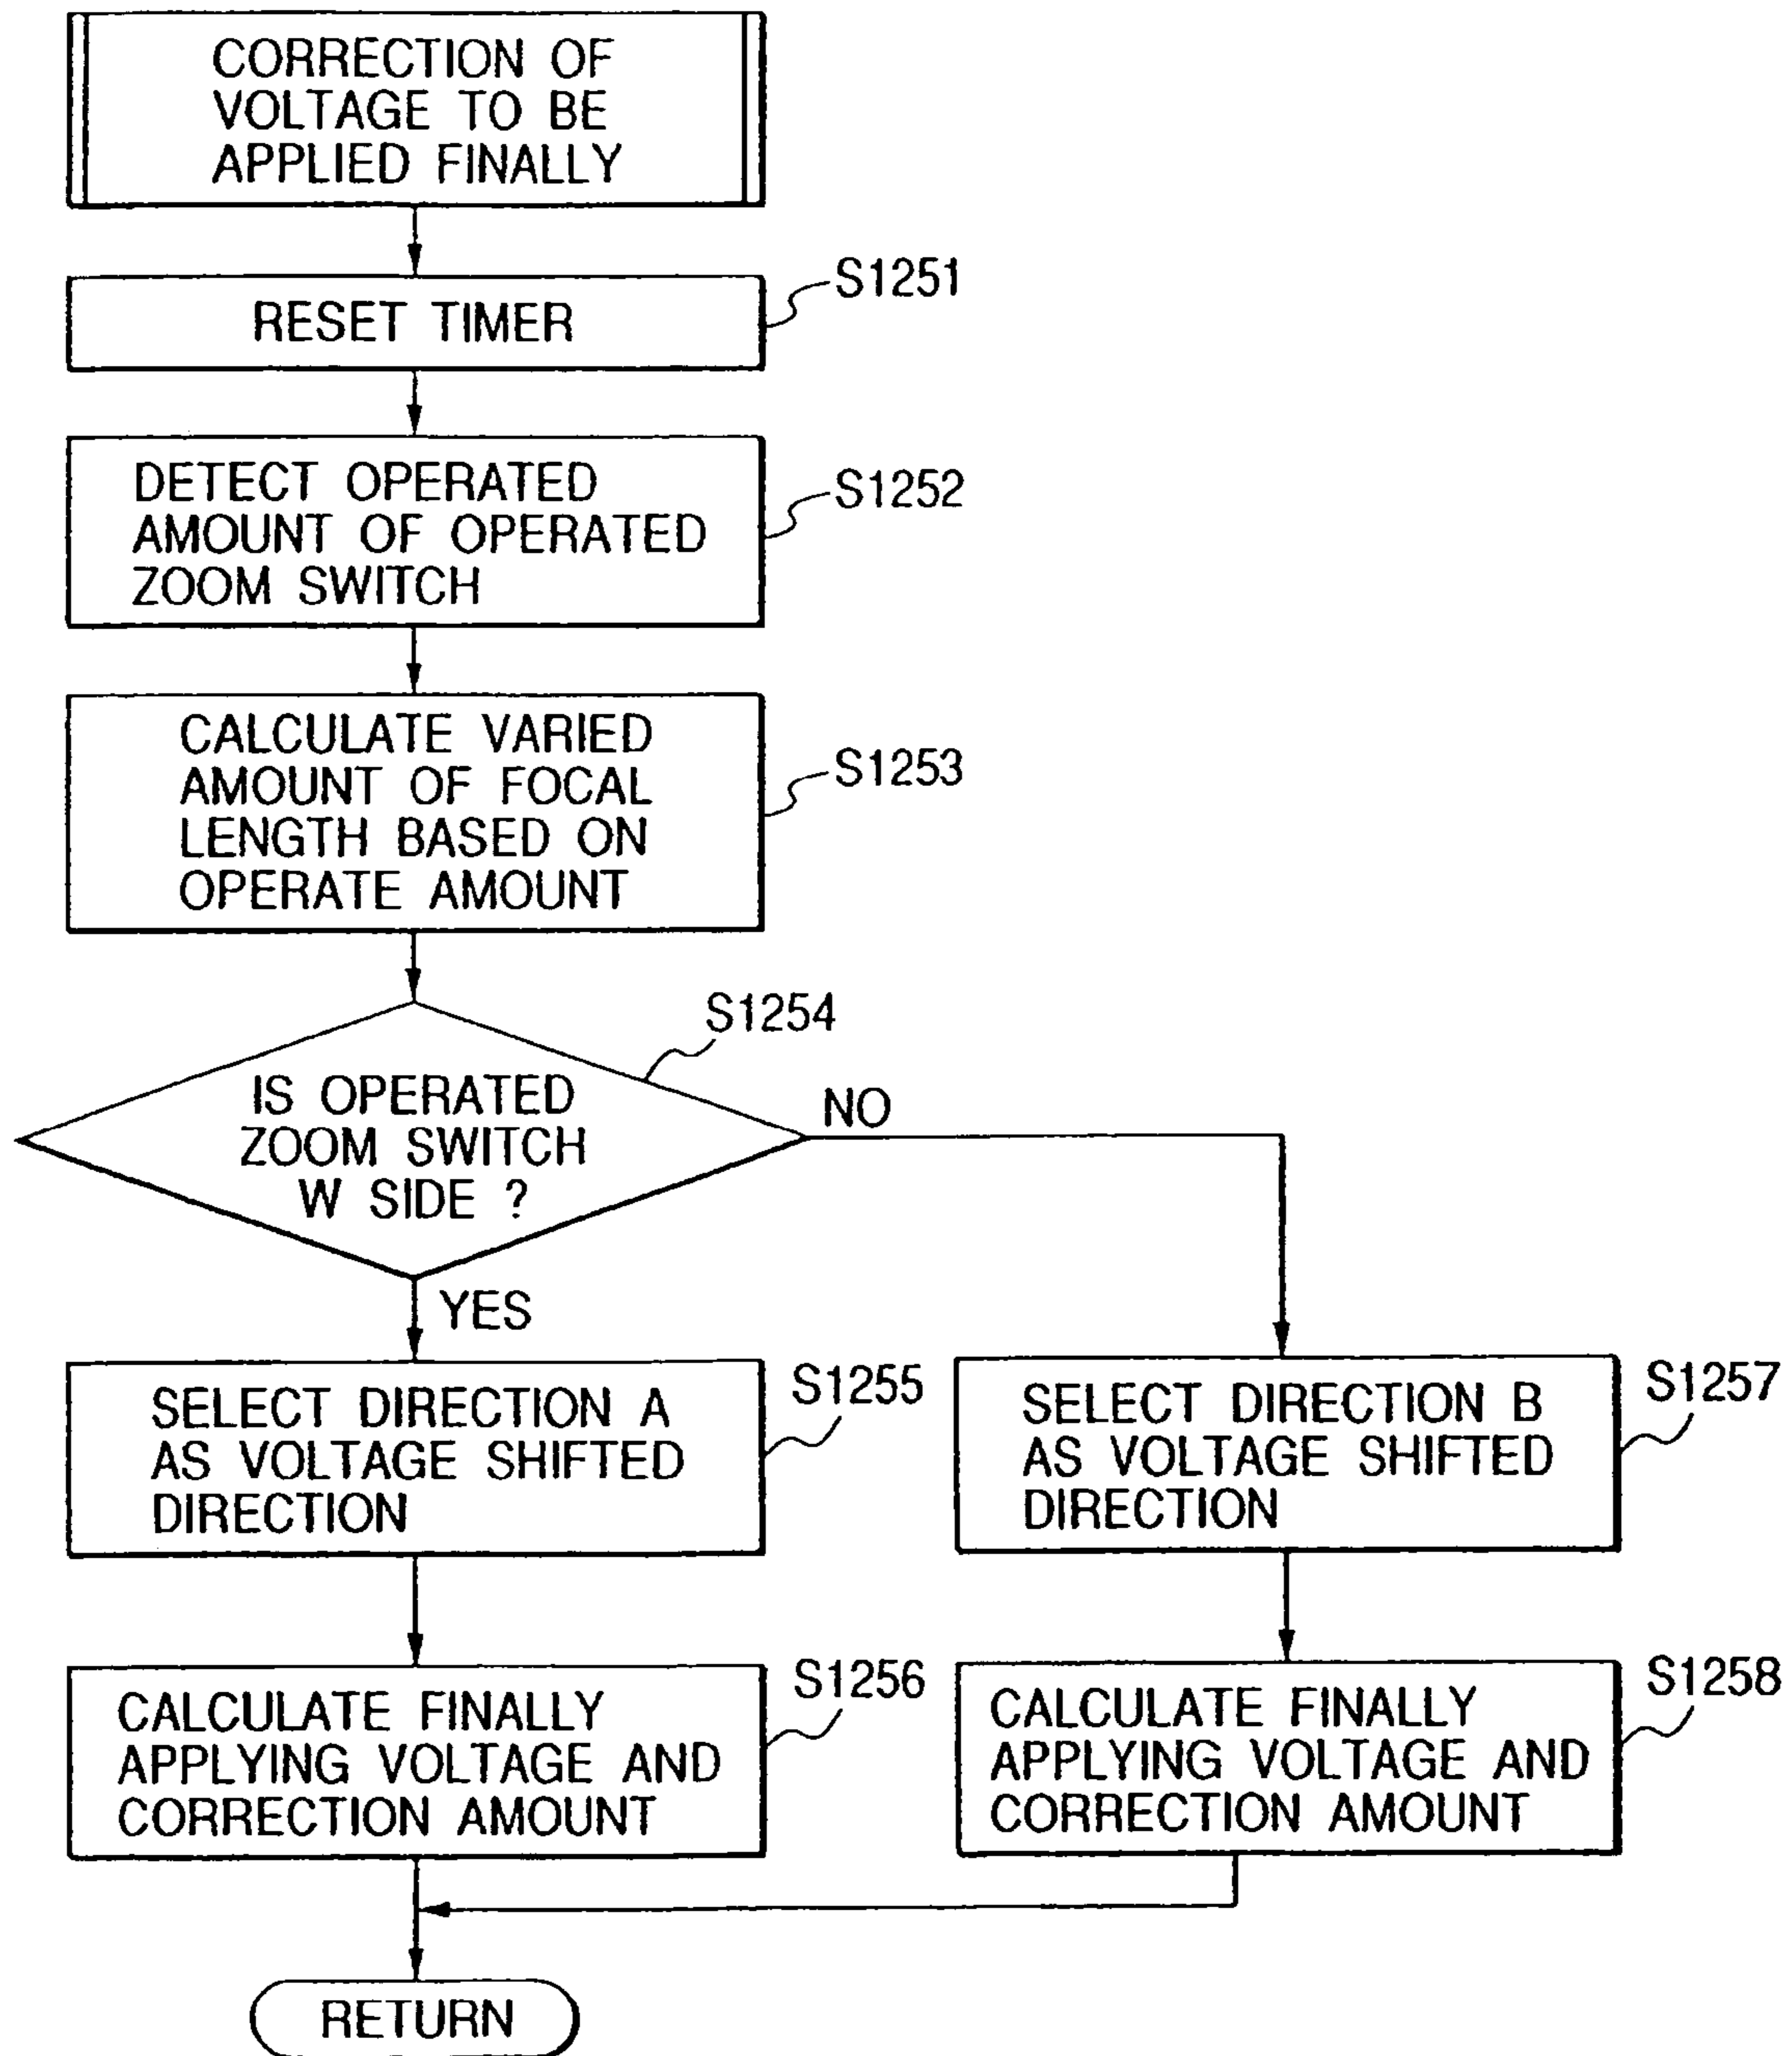 CORRECTION OF
VOLTAGE TO BE
APPLIED FINALLY
S1251
RESET TIMER
S1252
DETECT OPERATED
AMOUNT OF OPERATED
ZOOM SWITCH
S1253
CALCULATE VARIED
AMOUNT OF FOCAL
LENGTH BASED ON
OPERATE AMOUNT
S1254
IS OPERATED
ZOOM SWITCH
W SIDE ?
NO
YES
S1255
SELECT DIRECTION A
AS VOLTAGE SHIFTED
DIRECTION
S1257
SELECT DIRECTION B
AS VOLTAGE SHIFTED
DIRECTION
S1256
CALCULATE FINALLY
APPLYING VOLTAGE AND
CORRECTION AMOUNT
S1258
CALCULATE FINALLY
APPLYING VOLTAGE AND
CORRECTION AMOUNT
RETURN